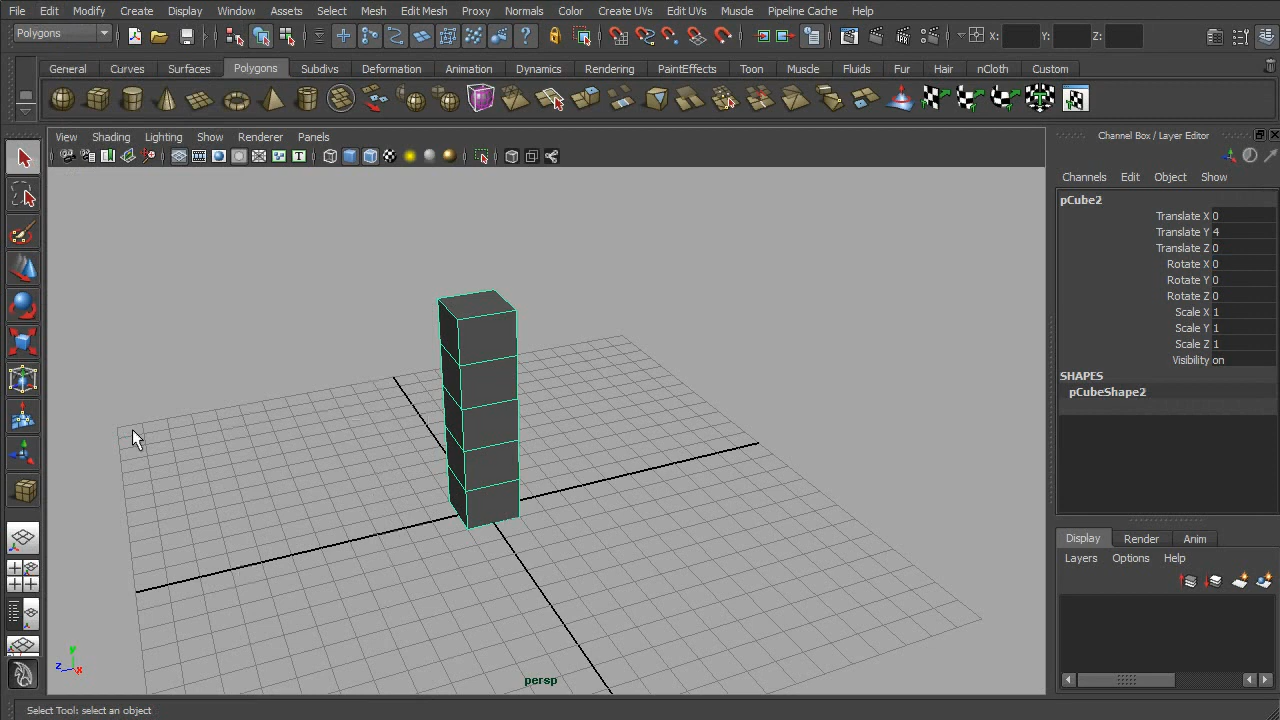 File Edit Modify Create Display Window Assets Select Mesh Edit Mesh Proxy Normals Color Create UVs Edit UVs Muscle Pipeline Cache Help
Polygons X: Y: Z:
General Curves Surfaces Polygons Subdivs Deformation Animation Dynamics Rendering PaintEffects Toon Muscle Fluids Fur Hair nCloth Custom
View Shading Lighting Show Renderer Panels
Channel Box / Layer Editor
Channels Edit Object Show
pCube2
Translate X 0
Translate Y 4
Translate Z 0
Rotate X 0
Rotate Y 0
Rotate Z 0
Scale X 1
Scale Y 1
Scale Z 1
Visibility on
SHAPES
pCubeShape2
Display Render Anim
Layers Options Help
y
z x
persp
Select Tool: select an object